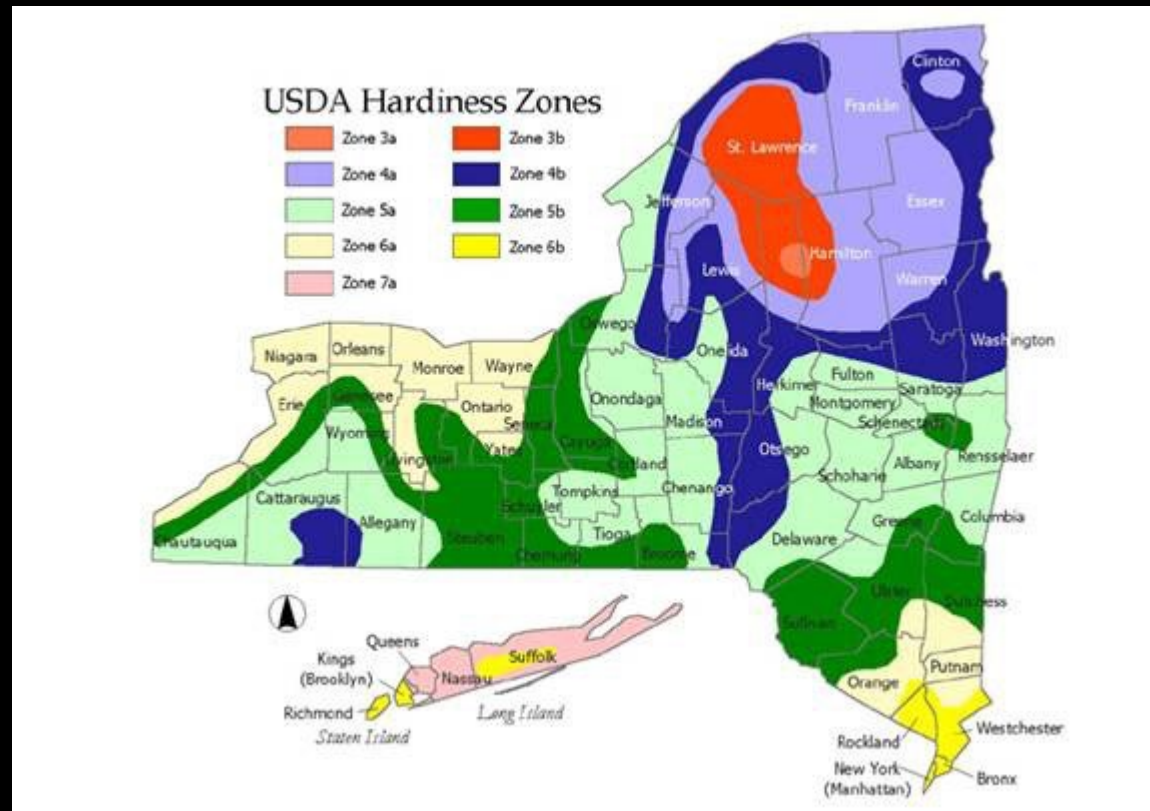 USDA Hardiness Zones
Zone 3a
Zone 3b
Zone 4a
Zone 4b
Zone 5a
Zone 5b
Zone 6a
Zone 6b
Zone 7a
Clinton
Franklin
St. Lawrence
Jefferson
Essex
Hamilton
Lewis
Warren
Oswego
Washington
Oneida
Niagara
Orleans
Monroe
Wayne
Herkimer
Fulton
Saratoga
Erie
Genesee
Ontario
Onondaga
Montgomery
Seneca
Madison
Schenectady
Wyoming
Livingston
Yates
Cayuga
Otsego
Rensselaer
Cortland
Schoharie
Albany
Cattaraugus
Tompkins
Chenango
Schuyler
Allegany
Greene
Columbia
Chautauqua
Steuben
Tioga
Delaware
Chemung
Broome
Ulster
Dutchess
Sullivan
Queens
Kings
(Brooklyn)
Suffolk
Nassau
Putnam
Orange
Richmond
Long Island
Staten Island
Westchester
Rockland
New York
(Manhattan)
Bronx